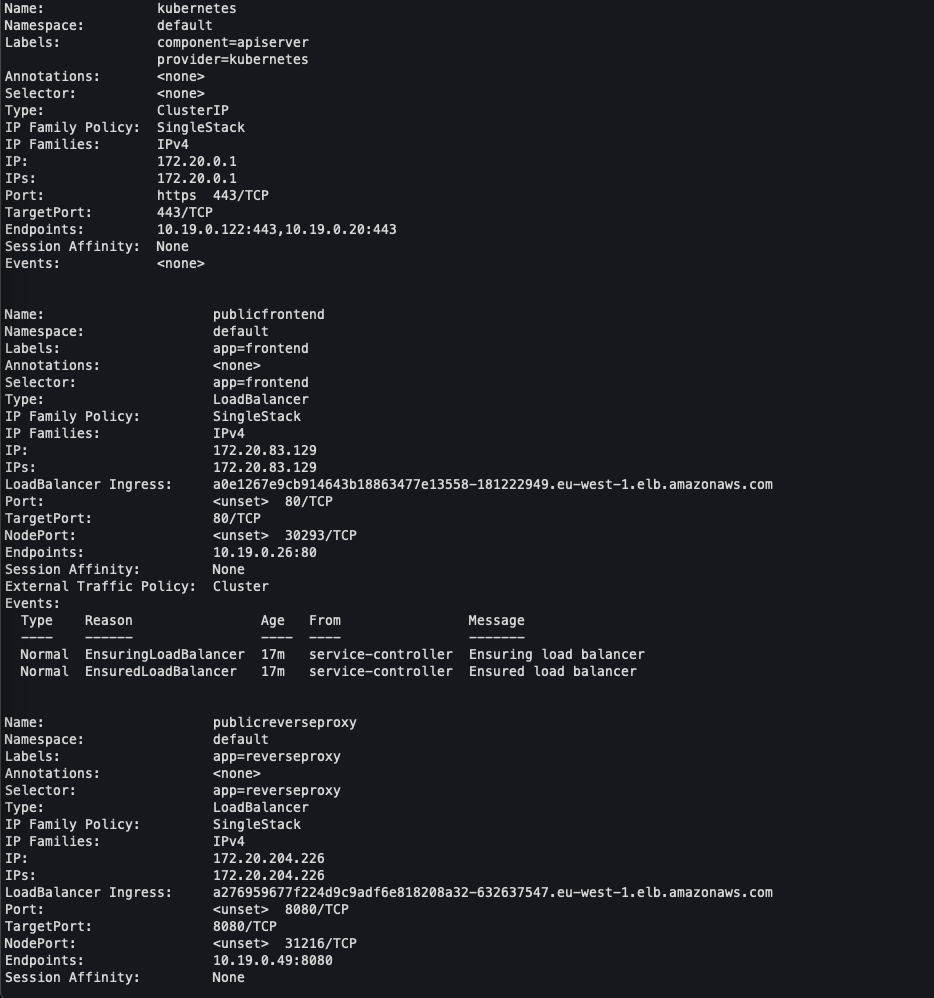 Name:              kubernetes
Namespace:         default
Labels:            component=apiserver
                   provider=kubernetes
Annotations:       <none>
Selector:          <none>
Type:              ClusterIP
IP Family Policy:  SingleStack
IP Families:       IPv4
IP:                172.20.0.1
IPs:               172.20.0.1
Port:              https  443/TCP
TargetPort:        443/TCP
Endpoints:         10.19.0.122:443,10.19.0.20:443
Session Affinity:  None
Events:            <none>
Name:                     publicfrontend
Namespace:                default
Labels:                   app=frontend
Annotations:              <none>
Selector:                 app=frontend
Type:                     LoadBalancer
IP Family Policy:         SingleStack
IP Families:              IPv4
IP:                       172.20.83.129
IPs:                      172.20.83.129
LoadBalancer Ingress:     a0e1267e9cb914643b18863477e13558-181222949.eu-west-1.elb.amazonaws.com
Port:                     <unset>  80/TCP
TargetPort:               80/TCP
NodePort:                 <unset>  30293/TCP
Endpoints:                10.19.0.26:80
Session Affinity:         None
External Traffic Policy:  Cluster
Events:
  Type    Reason                Age   From                Message
  ----    ------                ----  ----                -------
  Normal  EnsuringLoadBalancer  17m   service-controller  Ensuring load balancer
  Normal  EnsuredLoadBalancer   17m   service-controller  Ensured load balancer
Name:                     publicreverseproxy
Namespace:                default
Labels:                   app=reverseproxy
Annotations:              <none>
Selector:                 app=reverseproxy
Type:                     LoadBalancer
IP Family Policy:         SingleStack
IP Families:              IPv4
IP:                       172.20.204.226
IPs:                      172.20.204.226
LoadBalancer Ingress:     a276959677f224d9c9adf6e818208a32-632637547.eu-west-1.elb.amazonaws.com
Port:                     <unset>  8080/TCP
TargetPort:               8080/TCP
NodePort:                 <unset>  31216/TCP
Endpoints:                10.19.0.49:8080
Session Affinity:         None